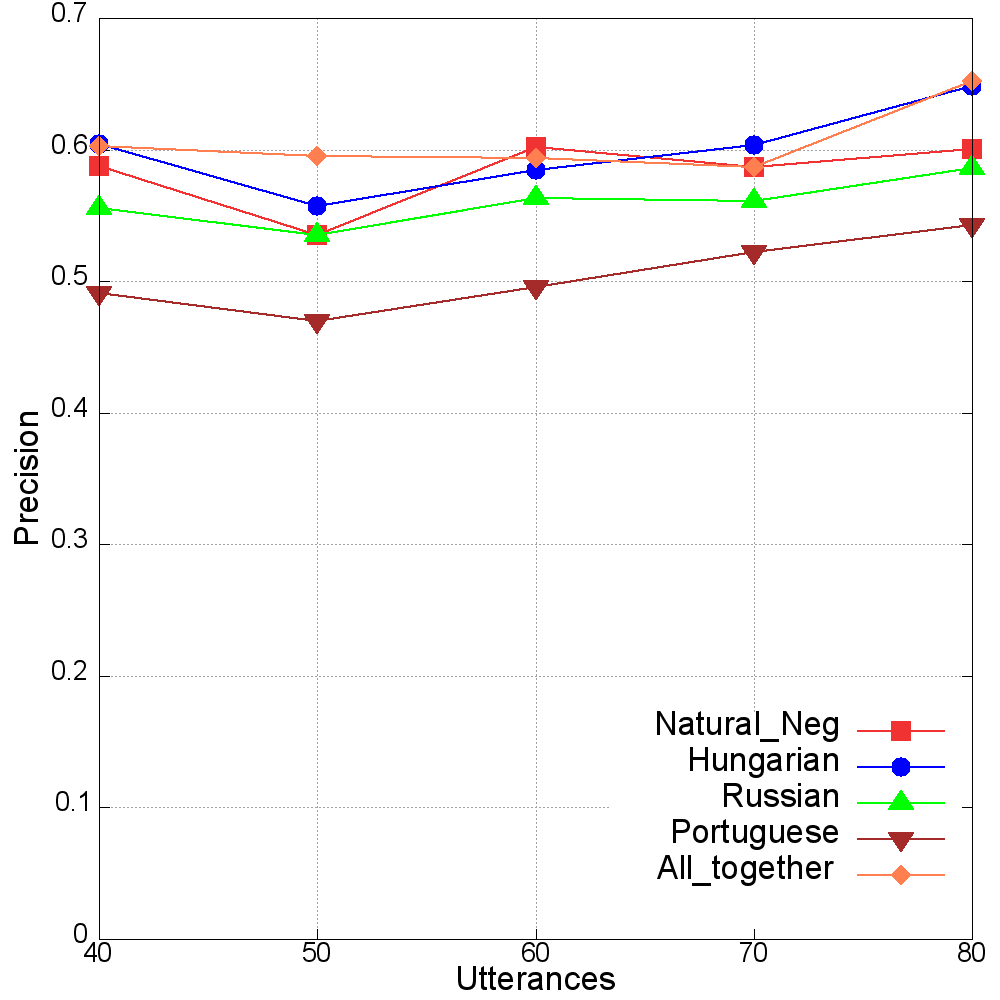 0.7
0.6
0.5
0.4
0.3
0.2
0.1
0
Precision
40 50 60 70 80
Utterances
Natural_Neg
Hungarian
Russian
Portuguese
All_together